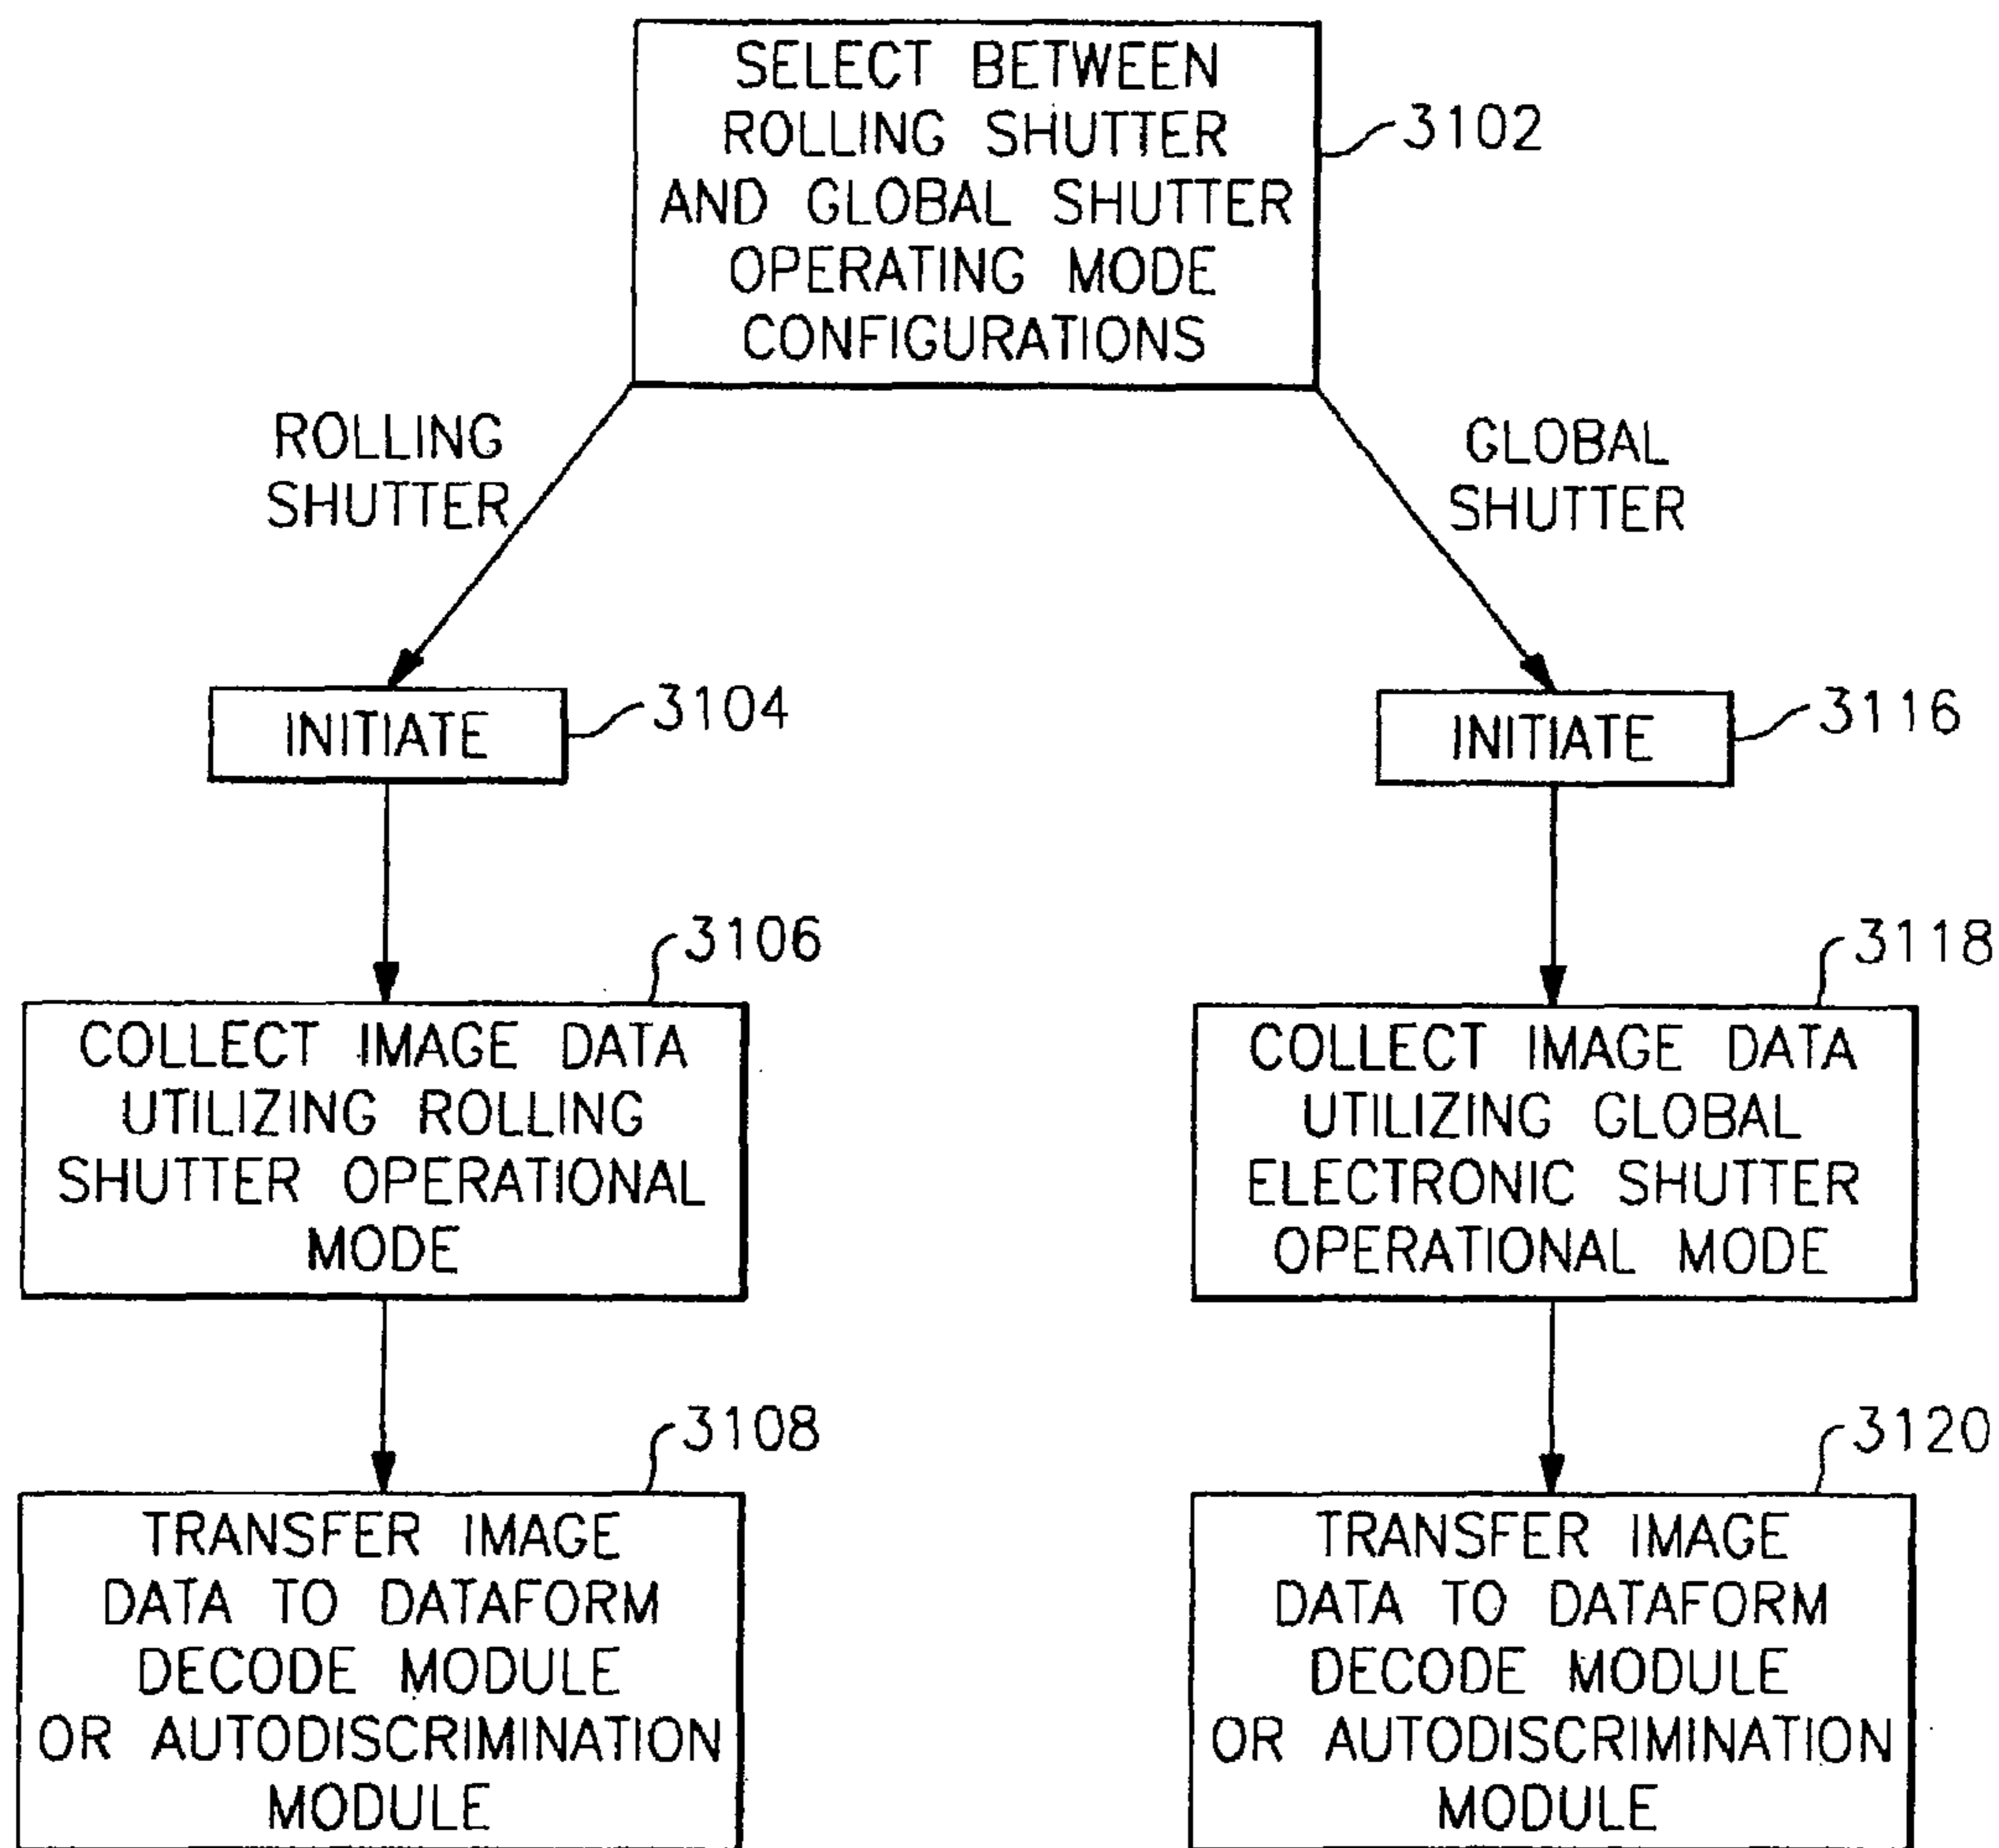 SELECT BETWEEN
ROLLING SHUTTER
AND GLOBAL SHUTTER
OPERATING MODE
CONFIGURATIONS
3102
ROLLING
SHUTTER
GLOBAL
SHUTTER
INITIATE
3104
INITIATE
3116
3106
COLLECT IMAGE DATA
UTILIZING ROLLING
SHUTTER OPERATIONAL
MODE
3118
COLLECT IMAGE DATA
UTILIZING GLOBAL
ELECTRONIC SHUTTER
OPERATIONAL MODE
3108
TRANSFER IMAGE
DATA TO DATAFORM
DECODE MODULE
OR AUTODISCRIMINATION
MODULE
3120
TRANSFER IMAGE
DATA TO DATAFORM
DECODE MODULE
OR AUTODISCRIMINATION
MODULE